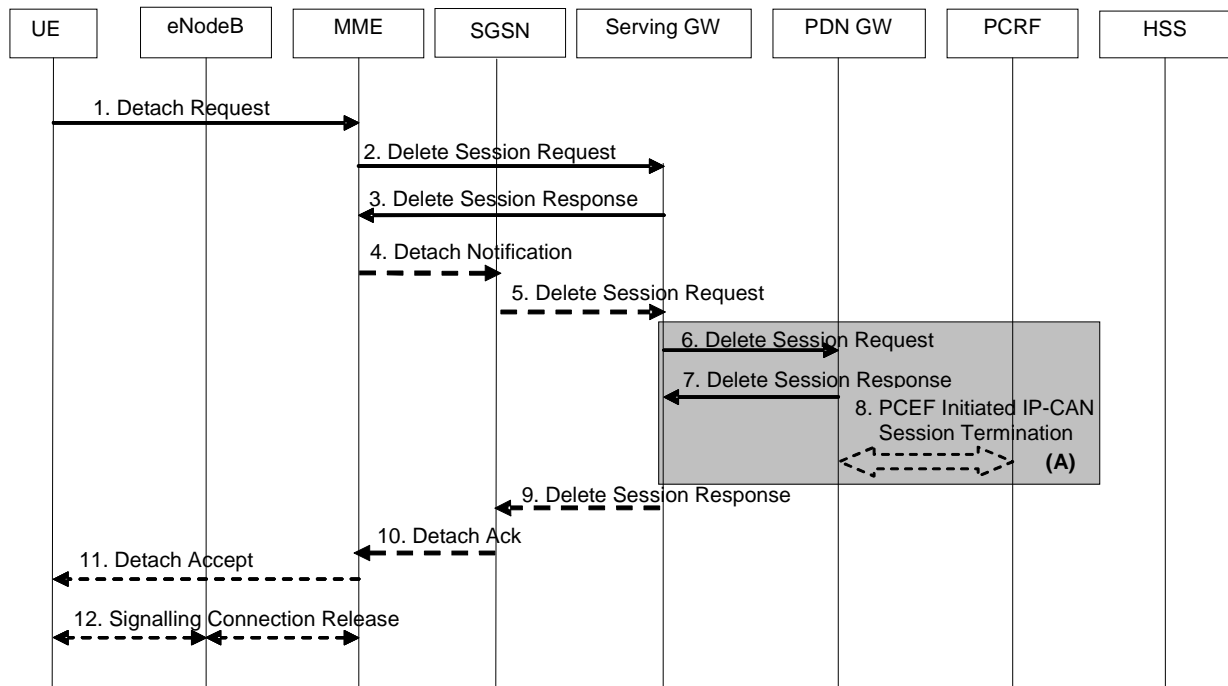 UE
eNodeB
MME
SGSN
Serving GW
PDN GW
PCRF
HSS
1. Detach Request
2. Delete Session Request
3. Delete Session Response
4. Detach Notification
5. Delete Session Request
6. Delete Session Request
7. Delete Session Response
8. PCEF Initiated IP-CAN
Session Termination
(A)
9. Delete Session Response
10. Detach Ack
11. Detach Accept
12. Signalling Connection Release